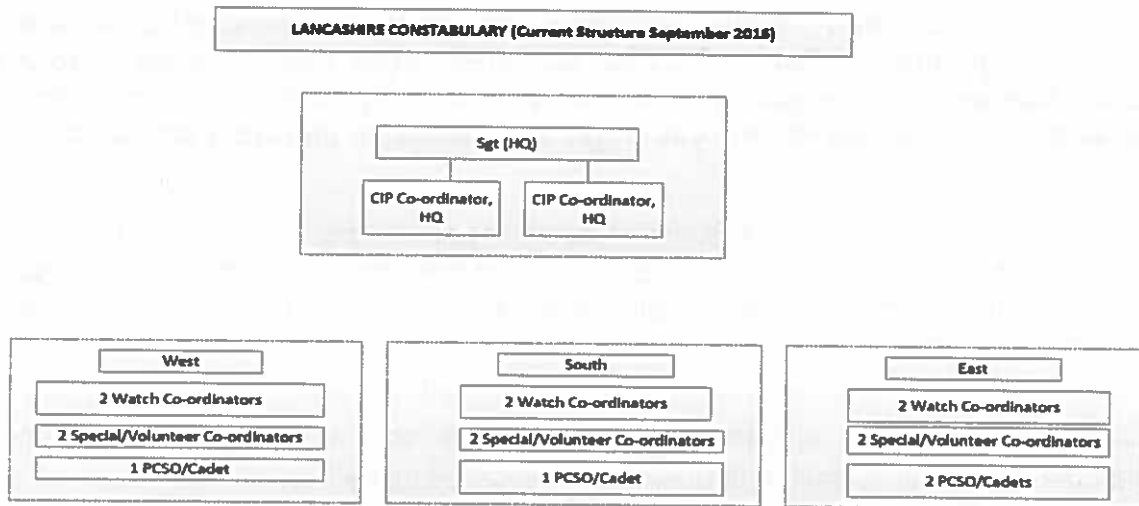 LANCASHIRE CONSTABULARY (Current Structure September 2016)
Sgt (HQ)
CIP Co-ordinator,
HQ
CIP Co-ordinator,
HQ
West
2 Watch Co-ordinators
2 Special/Volunteer Co-ordinators
1 PCSO/Cadet
South
2 Watch Co-ordinators
2 Special/Volunteer Co-ordinators
1 PCSO/Cadet
East
2 Watch Co-ordinators
2 Special/Volunteer Co-ordinators
2 PCSO/Cadets